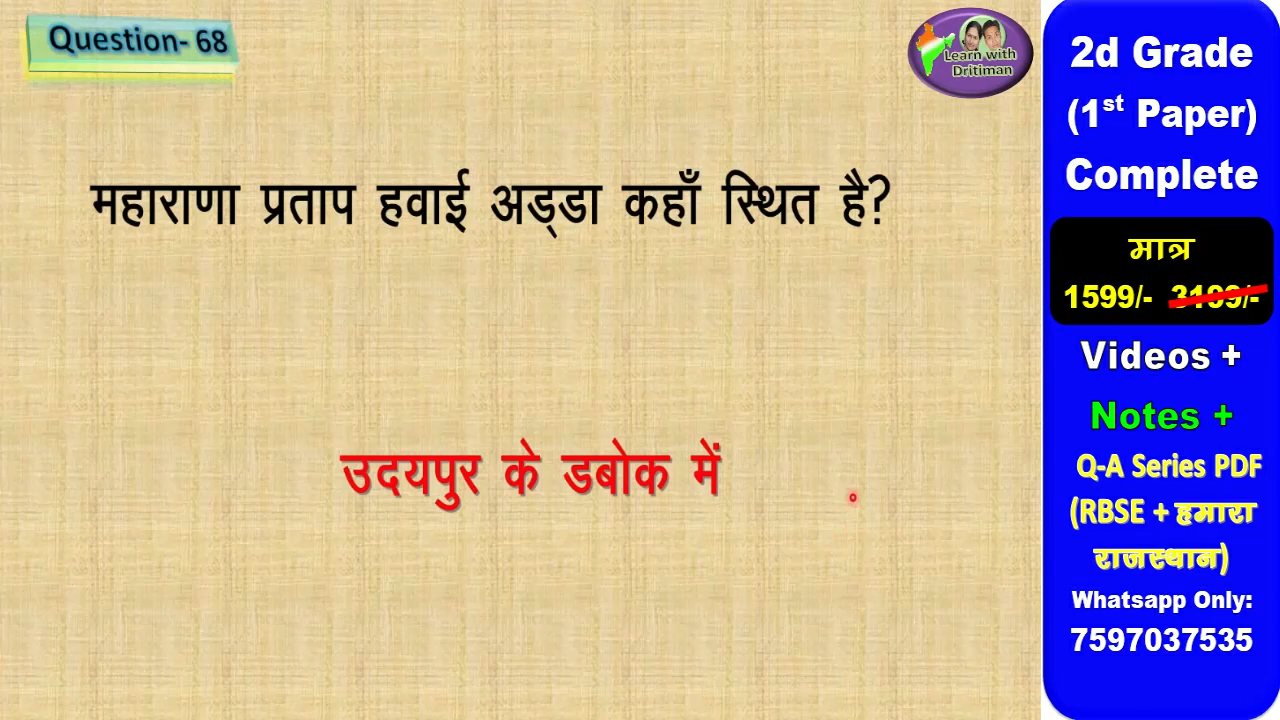 Question- 68
Learn with
Dritiman
महाराणा प्रताप हवाई अड्डा कहाँ स्थित है?
उदयपुर के डबोक में
2d Grade
(1st Paper)
Complete
मात्र
1599/- 3199/-
Videos +
Notes +
Q-A Series PDF
(RBSE + हमारा
राजस्थान)
Whatsapp Only:
7597037535